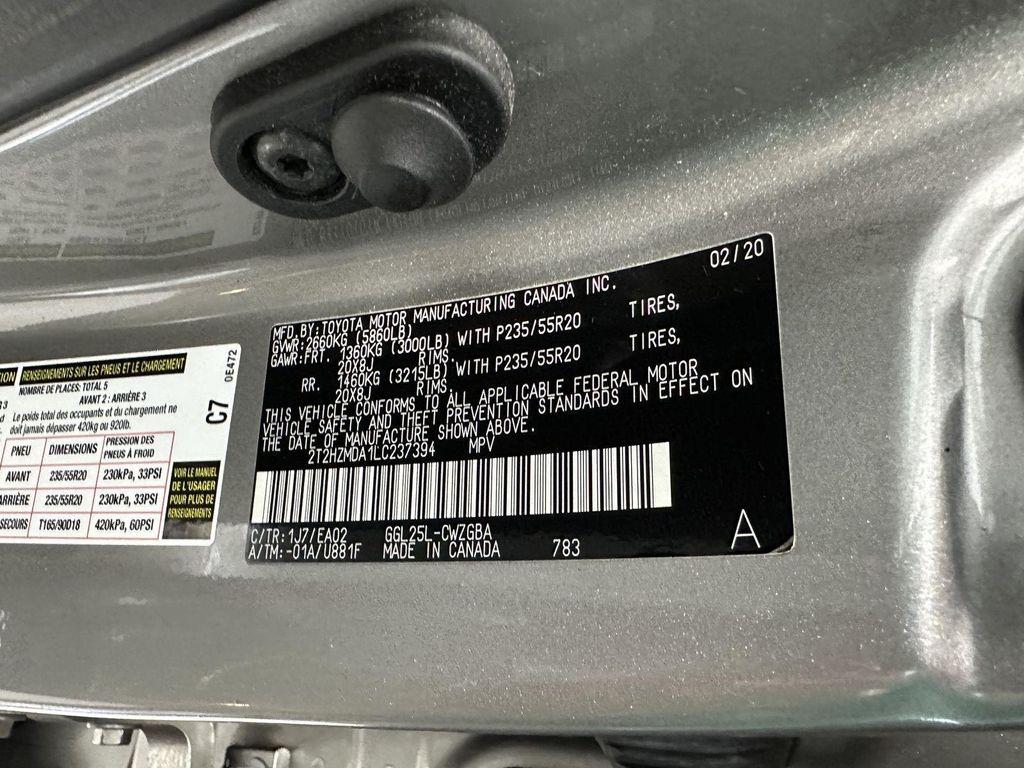 02/20
MFD.BY:TOYOTA MOTOR MANUFACTURING CANADA INC.
GVWR:2660KG (5860LB)
GAWR:FRT. 1360KG (3000LB) WITH P235/55R20 TIRES,
20X8J RIMS.
RR. 1460KG (3215LB) WITH P235/55R20 TIRES,
20X8J RIMS.
THIS VEHICLE CONFORMS TO ALL APPLICABLE FEDERAL MOTOR
VEHICLE SAFETY AND THEFT PREVENTION STANDARDS IN EFFECT ON
THE DATE OF MANUFACTURE SHOWN ABOVE.
2T2HZMDA1LC237394 MPV
C/TR:1J7/EA02 GGL25L-CWZGBA
A/TM:-01A/U881F MADE IN CANADA 783
A
RENSEIGNEMENTS SUR LES PNEUS ET LE CHARGEMENT
NOMBRE DE PLACES: TOTAL 5
AVANT 2 : ARRIÈRE 3
Le poids total des occupants et du chargement ne
doit jamais dépasser 420kg ou 920lb.
0E472
C7
PNEU DIMENSIONS PRESSION DES PNEUS À FROID
AVANT 235/55R20 230kPa, 33PSI
ARRIÈRE 235/55R20 230kPa, 33PSI
SECOURS T165/90D18 420kPa, 60PSI
VOIR LE MANUEL
DE L'USAGER
POUR PLUS DE
RENSEIGNEMENTS